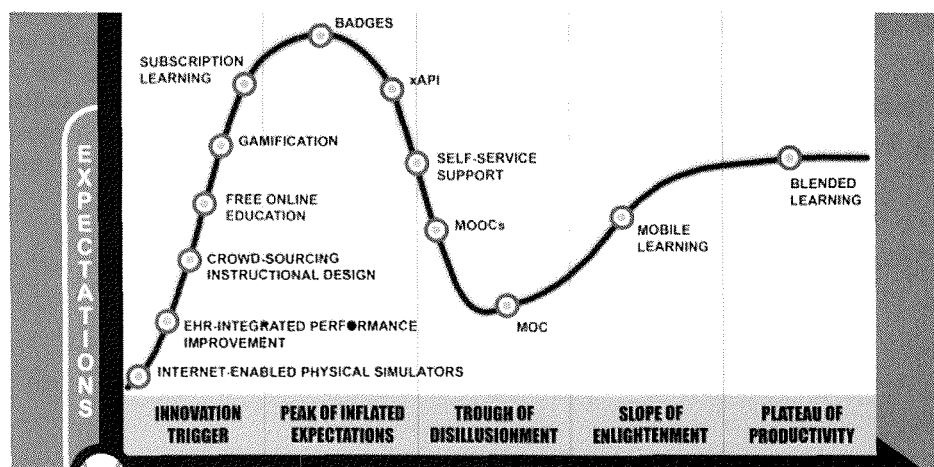 BADGES
SUBSCRIPTION
LEARNING
xAPI
GAMIFICATION
SELF-SERVICE
SUPPORT
FREE ONLINE
EDUCATION
MOOCs
CROWD-SOURCING
INSTRUCTIONAL DESIGN
EHR-INTEGRATED PERFORMANCE
IMPROVEMENT
INTERNET-ENABLED PHYSICAL SIMULATORS
MOC
MOBILE
LEARNING
BLENDED
LEARNING
EXPECTATIONS
INNOVATION
TRIGGER
PEAK OF INFLATED
EXPECTATIONS
TROUGH OF
DISILLUSIONMENT
SLOPE OF
ENLIGHTENMENT
PLATEAU OF
PRODUCTIVITY